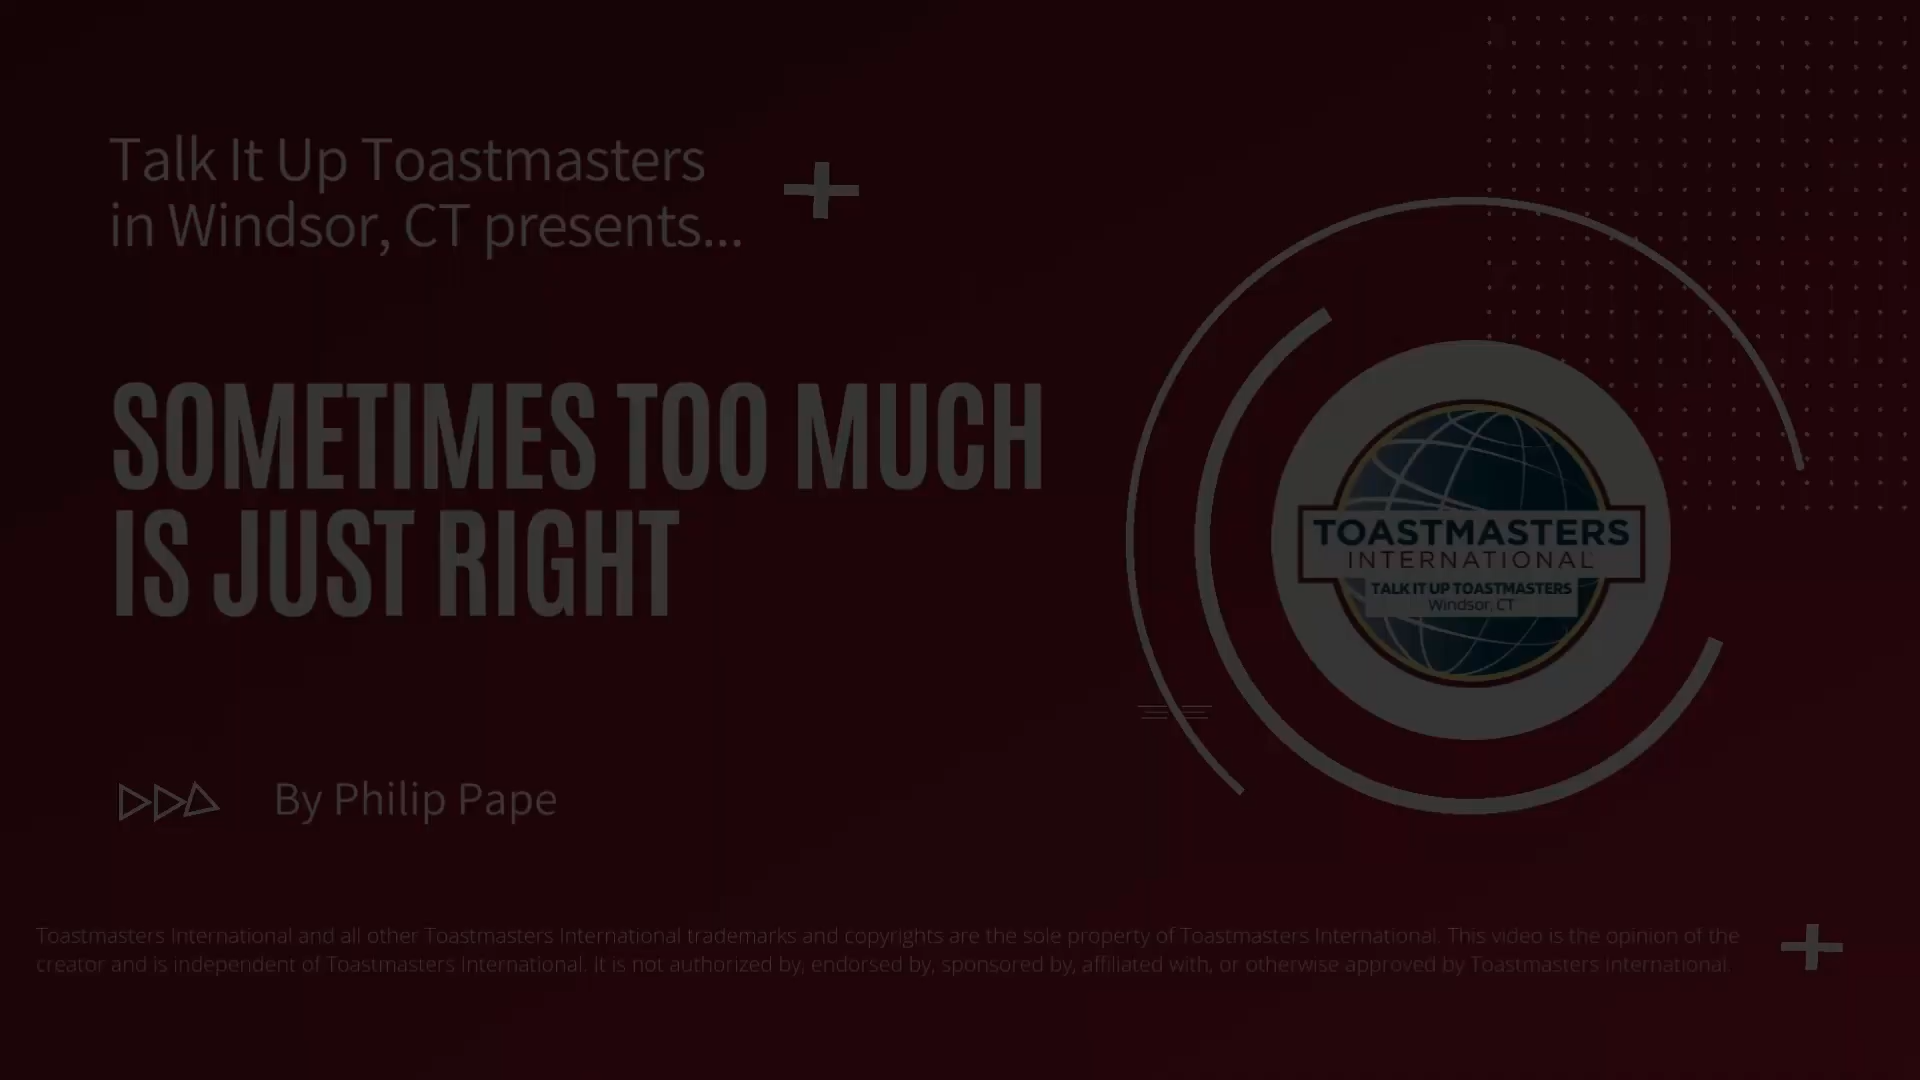 Talk It Up Toastmasters
in Windsor, CT presents...
SOMETIMES TOO MUCH
IS JUST RIGHT
TOASTMASTERS
INTERNATIONAL
TALK IT UP TOASTMASTERS
Windsor, CT
By Philip Pape
Toastmasters International and all other Toastmasters International trademarks and copyrights are the sole property of Toastmasters International. This video is the opinion of the
creator and is independent of Toastmasters International. It is not authorized by, endorsed by, sponsored by, affiliated with, or otherwise approved by Toastmasters International.